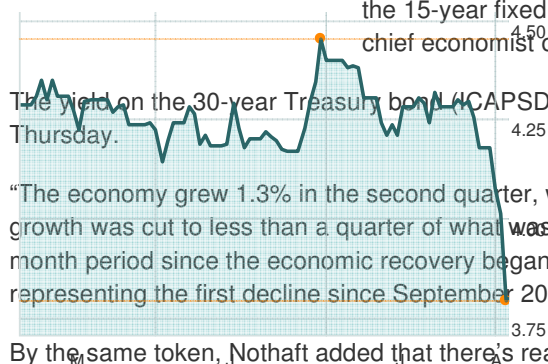 the 15-year fixed
4.50
chief economist
The yield on the 30-year Treasury bond (ICAPSD
Thursday.
4.25
“The economy grew 1.3% in the second quarter,
growth was cut to less than a quarter of what was
4.00
month period since the economic recovery began
representing the first decline since September 20
3.75
By the same token, Nothaft added that there’s
M J J A